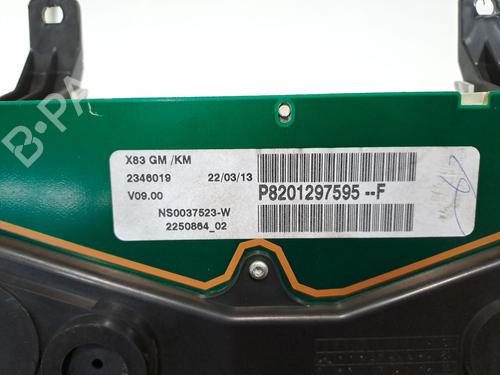 B-PA
X83 GM /KM
2346019 22/03/13
V09.00
P8201297595 --F
NS0037523-W
2250864_02